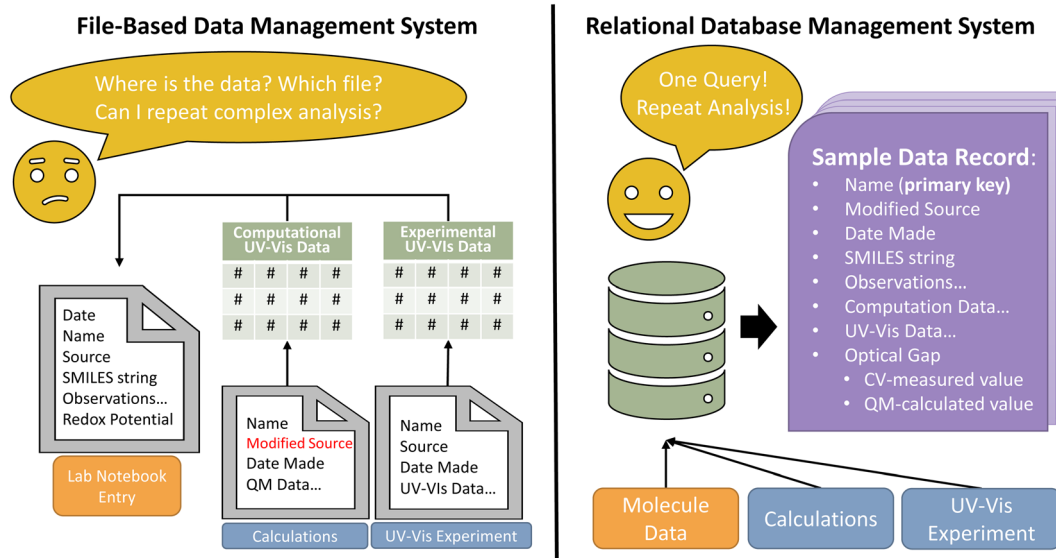 File-Based Data Management System
Where is the data? Which file?
Can I repeat complex analysis?
Computational
UV-Vis Data
# # # #
# # # #
# # # #
Experimental
UV-VIs Data
# # # #
# # # #
# # # #
Date
Name
Source
SMILES string
Observations...
Redox Potential
Lab Notebook
Entry
Name
Modified Source
Date Made
QM Data...
Calculations
Name
Source
Date Made
UV-VIs Data...
UV-Vis Experiment
Relational Database Management System
One Query!
Repeat Analysis!
Sample Data Record:
• Name (primary key)
• Modified Source
• Date Made
• SMILES string
• Observations...
• Computation Data...
• UV-Vis Data...
• Optical Gap
• CV-measured value
• QM-calculated value
Molecule
Data
Calculations
UV-Vis
Experiment